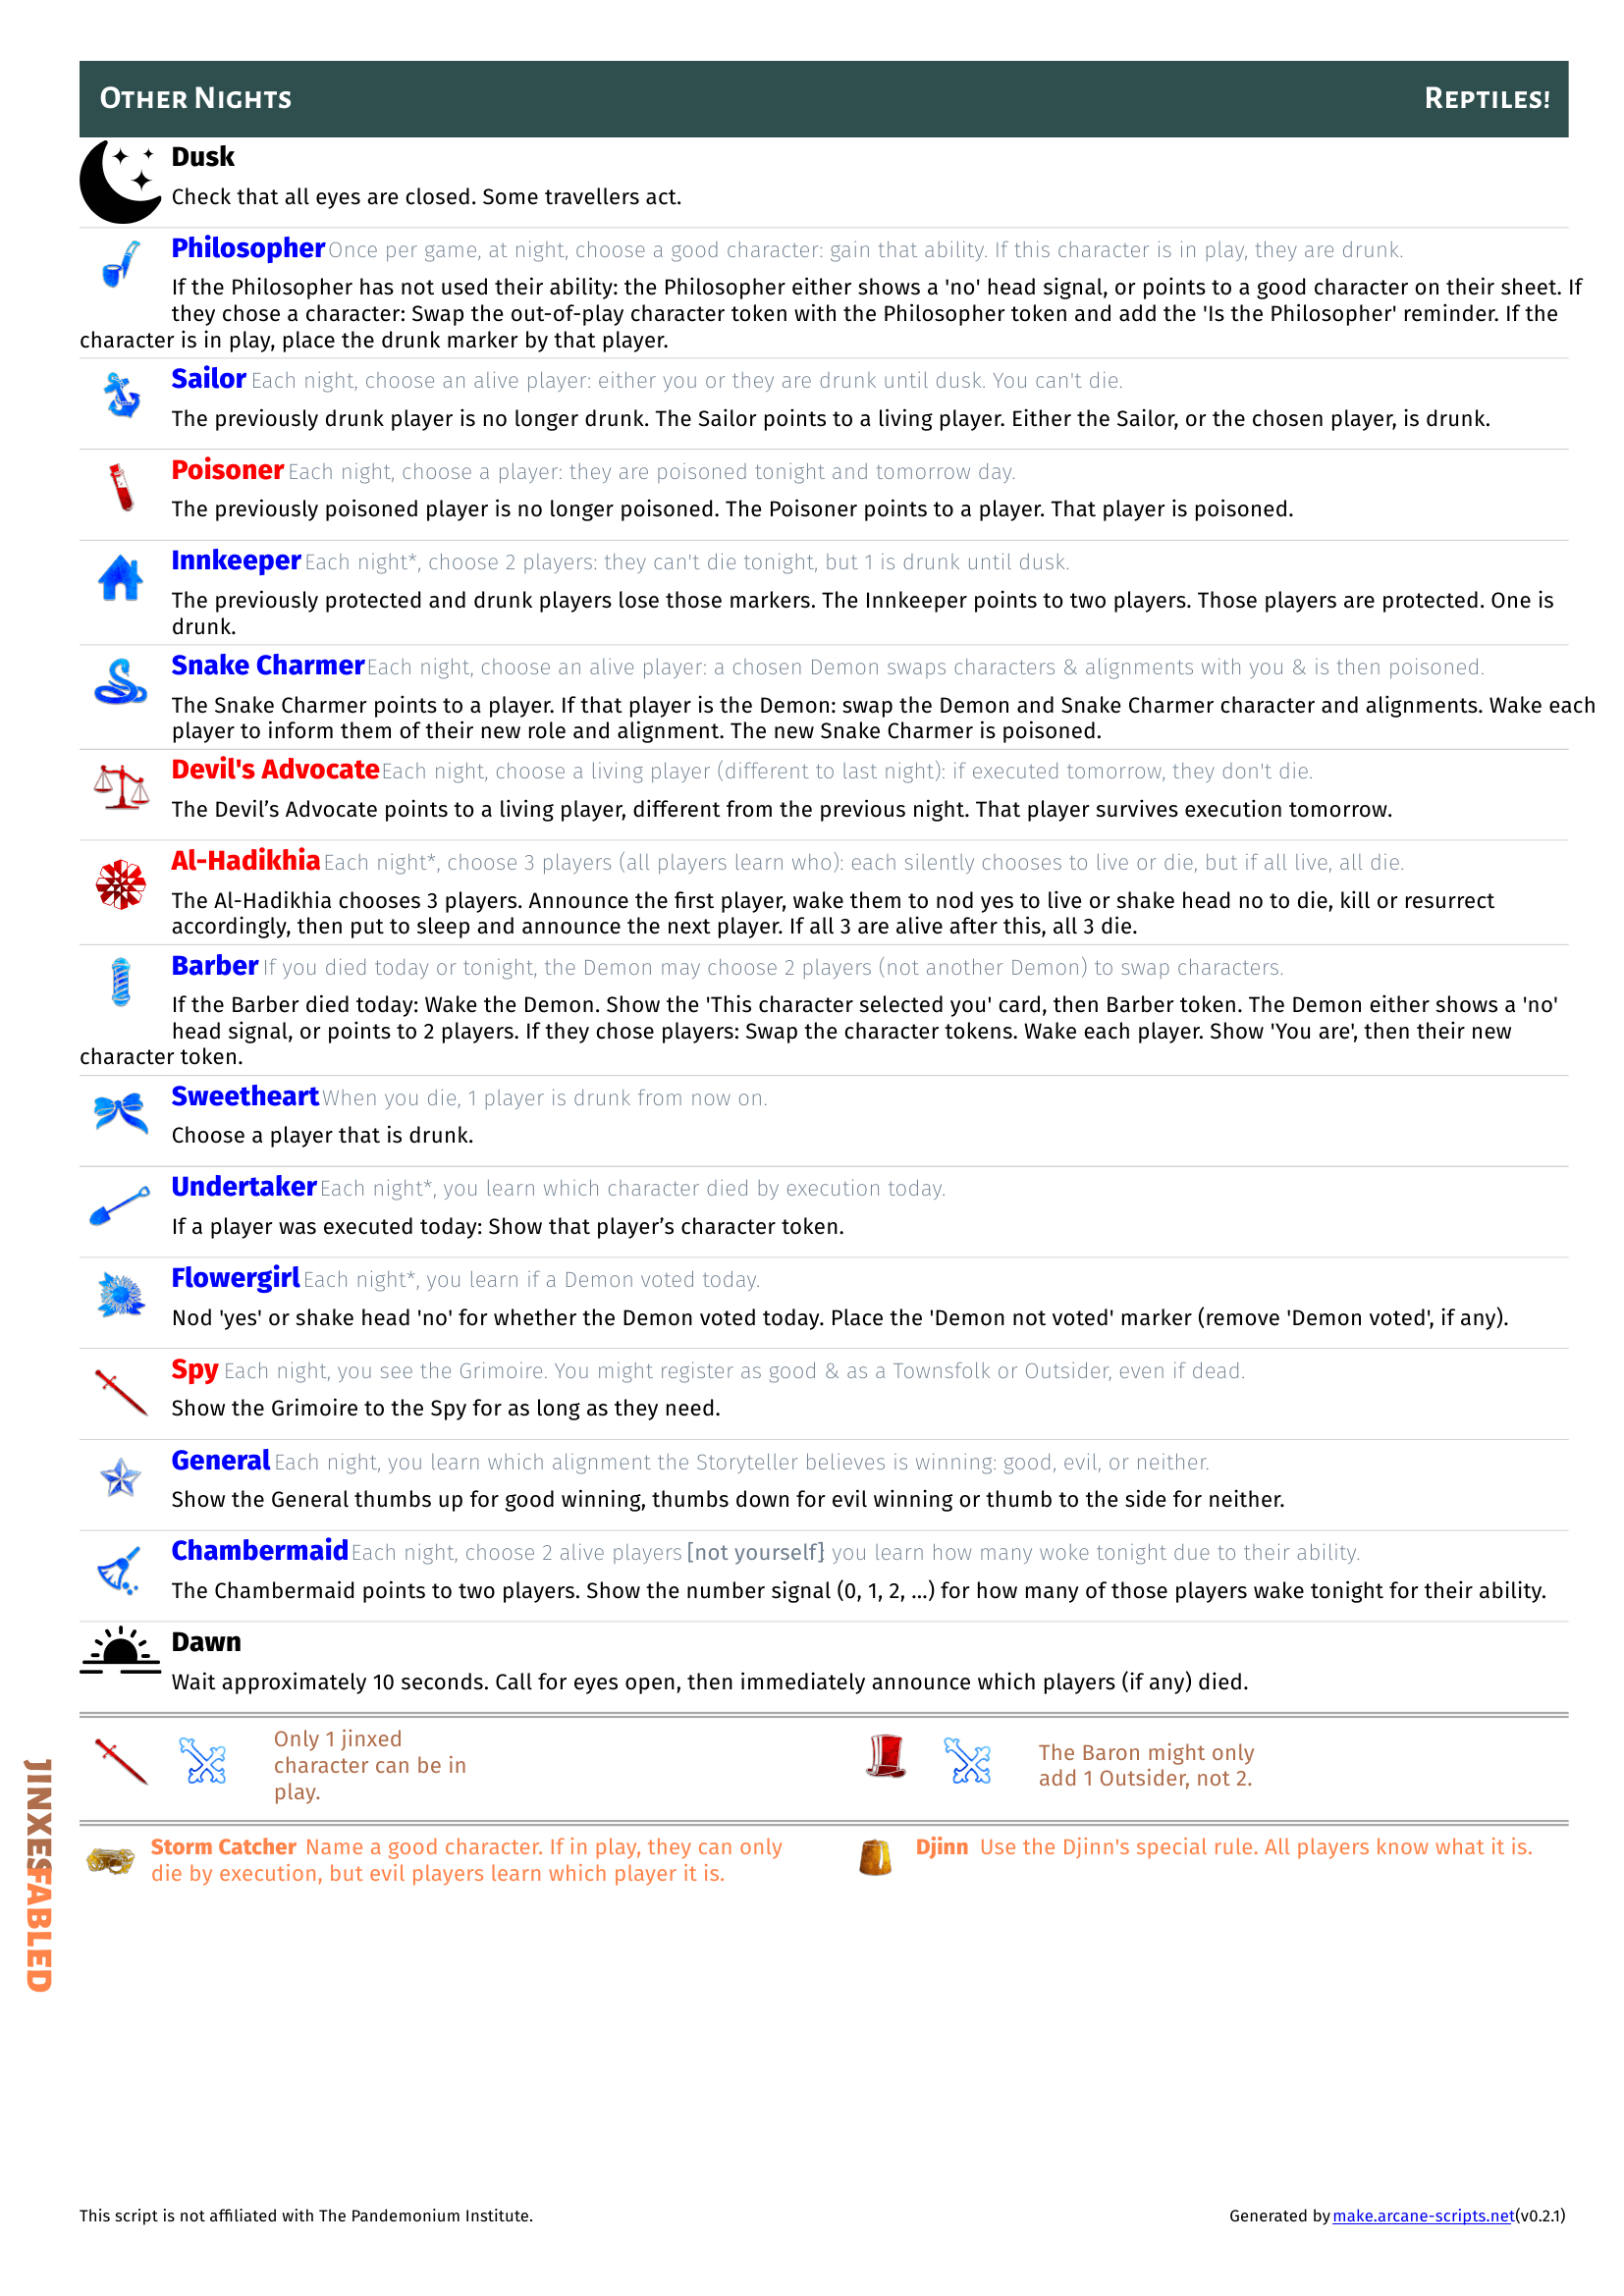 Other Nights
Reptiles!
Dusk
Check that all eyes are closed. Some travellers act.
Philosopher Once per game, at night, choose a good character: gain that ability. If this character is in play, they are drunk.
If the Philosopher has not used their ability: the Philosopher either shows a 'no' head signal, or points to a good character on their sheet. If
they chose a character: Swap the out-of-play character token with the Philosopher token and add the 'Is the Philosopher' reminder. If the
character is in play, place the drunk marker by that player.
Sailor Each night, choose an alive player: either you or they are drunk until dusk. You can't die.
The previously drunk player is no longer drunk. The Sailor points to a living player. Either the Sailor, or the chosen player, is drunk.
Poisoner Each night, choose a player: they are poisoned tonight and tomorrow day.
The previously poisoned player is no longer poisoned. The Poisoner points to a player. That player is poisoned.
Innkeeper Each night*, choose 2 players: they can't die tonight, but 1 is drunk until dusk.
The previously protected and drunk players lose those markers. The Innkeeper points to two players. Those players are protected. One is
drunk.
Snake Charmer Each night, choose an alive player: a chosen Demon swaps characters & alignments with you & is then poisoned.
The Snake Charmer points to a player. If that player is the Demon: swap the Demon and Snake Charmer character and alignments. Wake each
player to inform them of their new role and alignment. The new Snake Charmer is poisoned.
Devil's Advocate Each night, choose a living player (different to last night): if executed tomorrow, they don't die.
The Devil’s Advocate points to a living player, different from the previous night. That player survives execution tomorrow.
Al-Hadikhia Each night*, choose 3 players (all players learn who): each silently chooses to live or die, but if all live, all die.
The Al-Hadikhia chooses 3 players. Announce the first player, wake them to nod yes to live or shake head no to die, kill or resurrect
accordingly, then put to sleep and announce the next player. If all 3 are alive after this, all 3 die.
Barber If you died today or tonight, the Demon may choose 2 players (not another Demon) to swap characters.
If the Barber died today: Wake the Demon. Show the 'This character selected you' card, then Barber token. The Demon either shows a 'no'
head signal, or points to 2 players. If they chose players: Swap the character tokens. Wake each player. Show 'You are', then their new
character token.
Sweetheart When you die, 1 player is drunk from now on.
Choose a player that is drunk.
Undertaker Each night*, you learn which character died by execution today.
If a player was executed today: Show that player’s character token.
Flowergirl Each night*, you learn if a Demon voted today.
Nod 'yes' or shake head 'no' for whether the Demon voted today. Place the 'Demon not voted' marker (remove 'Demon voted', if any).
Spy Each night, you see the Grimoire. You might register as good & as a Townsfolk or Outsider, even if dead.
Show the Grimoire to the Spy for as long as they need.
General Each night, you learn which alignment the Storyteller believes is winning: good, evil, or neither.
Show the General thumbs up for good winning, thumbs down for evil winning or thumb to the side for neither.
Chambermaid Each night, choose 2 alive players [not yourself] you learn how many woke tonight due to their ability.
The Chambermaid points to two players. Show the number signal (0, 1, 2, …) for how many of those players wake tonight for their ability.
Dawn
Wait approximately 10 seconds. Call for eyes open, then immediately announce which players (if any) died.
JINXES
Only 1 jinxed
character can be in
play.
The Baron might only
add 1 Outsider, not 2.
FABLED
Storm Catcher Name a good character. If in play, they can only
die by execution, but evil players learn which player it is.
Djinn Use the Djinn's special rule. All players know what it is.
This script is not affiliated with The Pandemonium Institute.
Generated by make.arcane-scripts.net(v0.2.1)